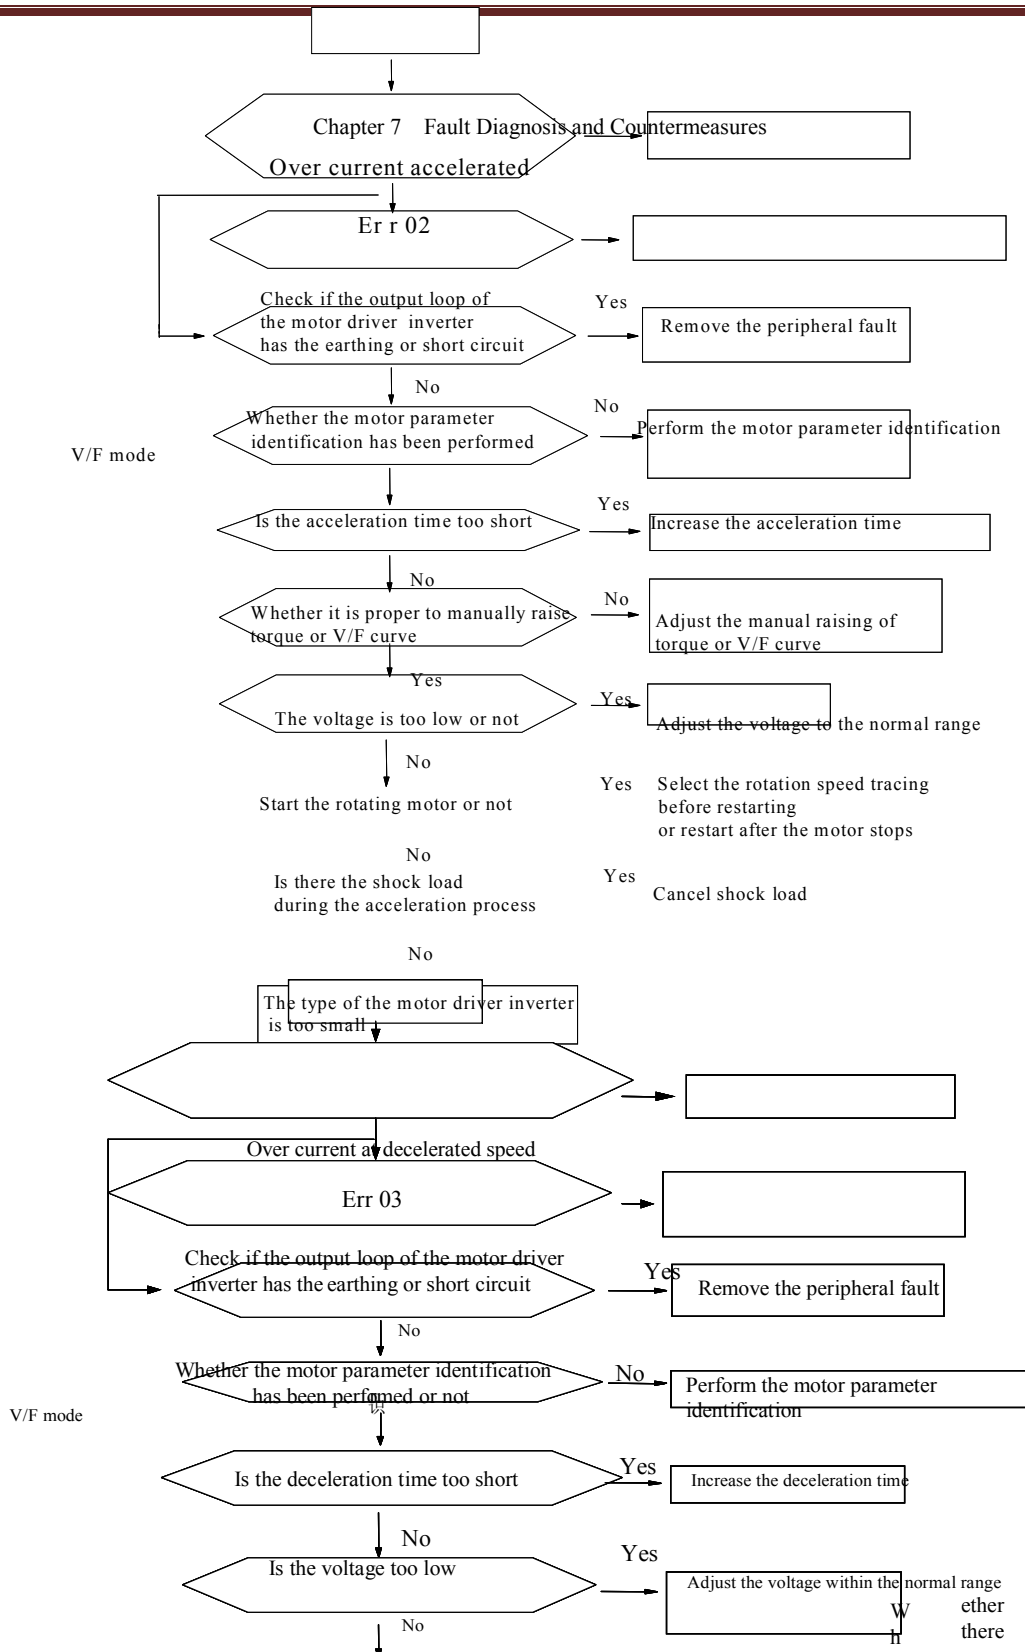 Chapter 7 Fault Diagnosis and Countermeasures
Over current accelerated
Er r 02
Check if the output loop of
the motor driver inverter
has the earthing or short circuit
Yes
Remove the peripheral fault
No
Whether the motor parameter
identification has been performed
No
Perform the motor parameter identification
V/F mode
Is the acceleration time too short
Yes
Increase the acceleration time
No
Whether it is proper to manually raise
torque or V/F curve
No
Adjust the manual raising of
torque or V/F curve
Yes
The voltage is too low or not
Yes
Adjust the voltage to the normal range
No
Start the rotating motor or not
Yes
Select the rotation speed tracing
before restarting
or restart after the motor stops
No
Is there the shock load
during the acceleration process
Yes
Cancel shock load
No
The type of the motor driver inverter
is too small
Over current at decelerated speed
Err 03
Check if the output loop of the motor driver
inverter has the earthing or short circuit
Yes
Remove the peripheral fault
No
Whether the motor parameter identification
has been performed or not
No
Perform the motor parameter
identification
V/F mode
Is the deceleration time too short
Yes
Increase the deceleration time
No
Is the voltage too low
Yes
Adjust the voltage within the normal range
W ether
h there
No